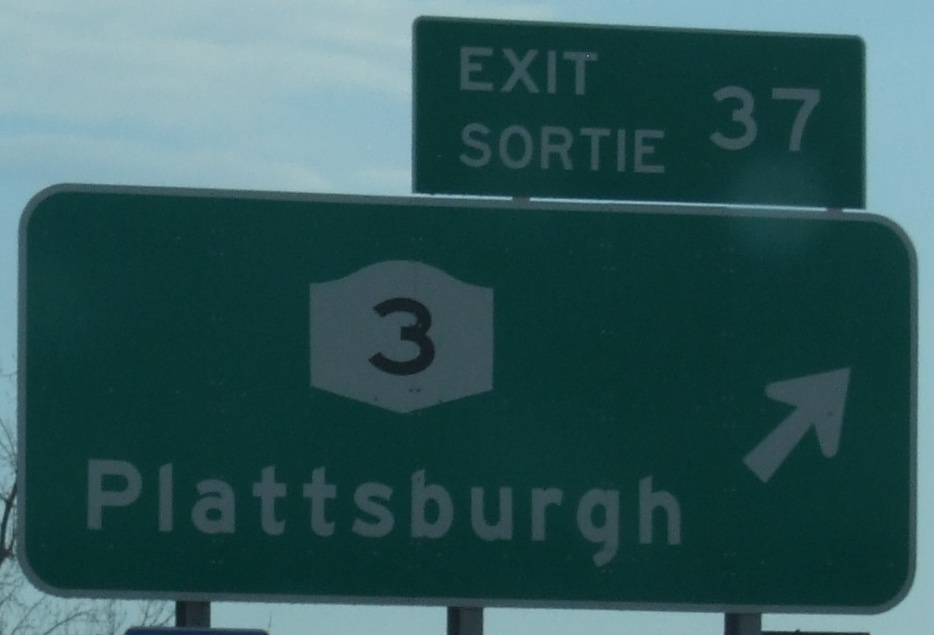 EXIT
SORTIE 37
3
Plattsburgh